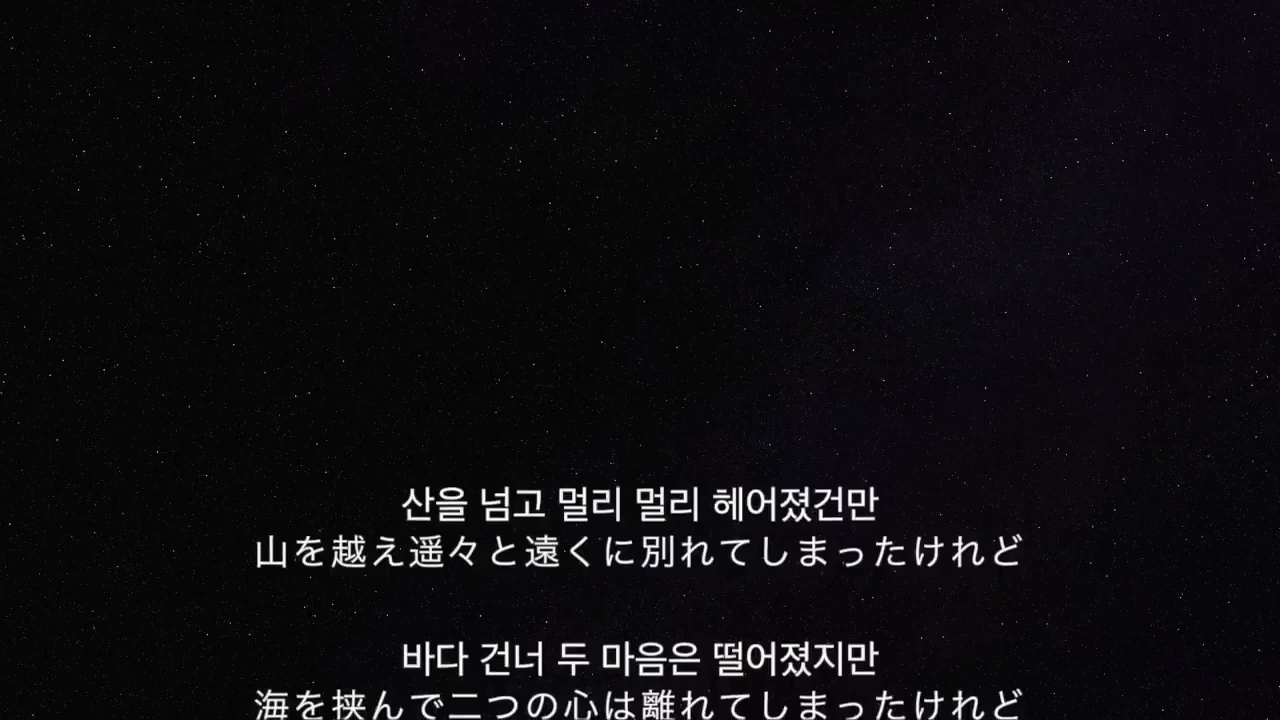 산을 넘고 멀리 멀리 헤어졌건만
山を越え遥々と遠くに別れてしまったけれど
바다 건너 두 마음은 떨어졌지만
海を挟んで二つの心は離れてしまったけれど